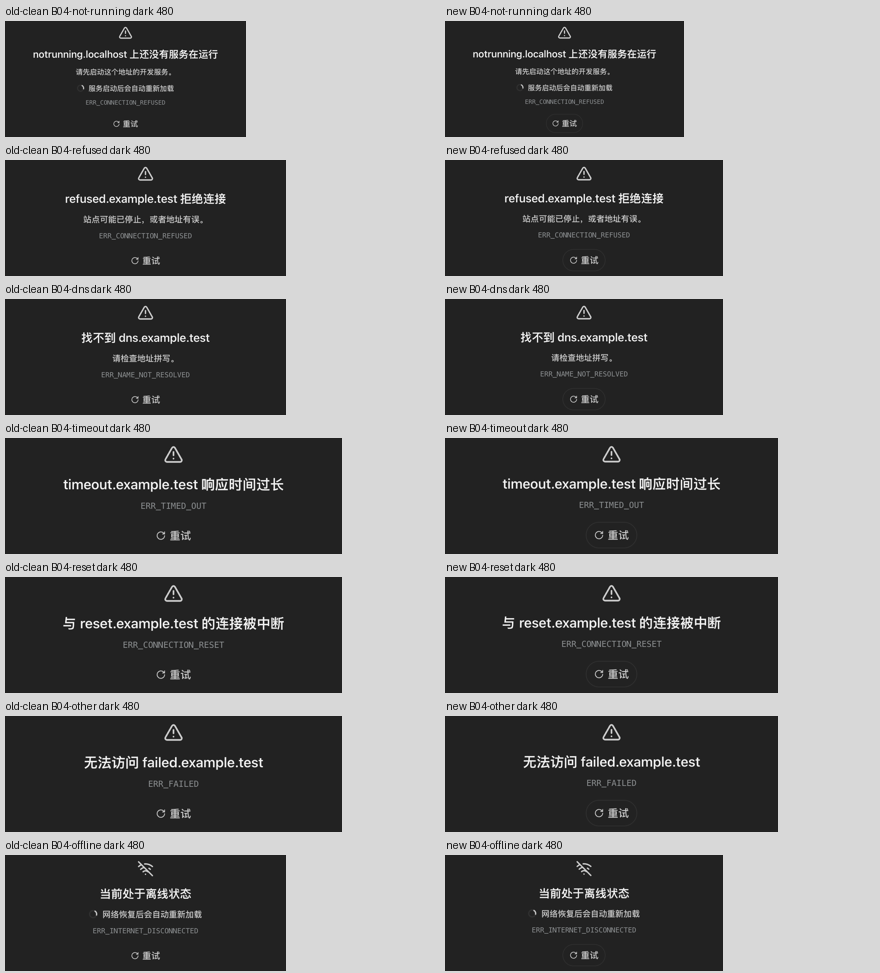 old-clean B04-not-running dark 480
notrunning.localhost 上还没有服务在运行
请先启动这个地址的开发服务。
服务启动后会自动重新加载
ERR_CONNECTION_REFUSED
重试
new B04-not-running dark 480
notrunning.localhost 上还没有服务在运行
请先启动这个地址的开发服务。
服务启动后会自动重新加载
ERR_CONNECTION_REFUSED
重试
old-clean B04-refused dark 480
refused.example.test 拒绝连接
站点可能已停止，或者地址有误。
ERR_CONNECTION_REFUSED
重试
new B04-refused dark 480
refused.example.test 拒绝连接
站点可能已停止，或者地址有误。
ERR_CONNECTION_REFUSED
重试
old-clean B04-dns dark 480
找不到 dns.example.test
请检查地址拼写。
ERR_NAME_NOT_RESOLVED
重试
new B04-dns dark 480
找不到 dns.example.test
请检查地址拼写。
ERR_NAME_NOT_RESOLVED
重试
old-clean B04-timeout dark 480
timeout.example.test 响应时间过长
ERR_TIMED_OUT
重试
new B04-timeout dark 480
timeout.example.test 响应时间过长
ERR_TIMED_OUT
重试
old-clean B04-reset dark 480
与 reset.example.test 的连接被中断
ERR_CONNECTION_RESET
重试
new B04-reset dark 480
与 reset.example.test 的连接被中断
ERR_CONNECTION_RESET
重试
old-clean B04-other dark 480
无法访问 failed.example.test
ERR_FAILED
重试
new B04-other dark 480
无法访问 failed.example.test
ERR_FAILED
重试
old-clean B04-offline dark 480
当前处于离线状态
网络恢复后会自动重新加载
ERR_INTERNET_DISCONNECTED
重试
new B04-offline dark 480
当前处于离线状态
网络恢复后会自动重新加载
ERR_INTERNET_DISCONNECTED
重试